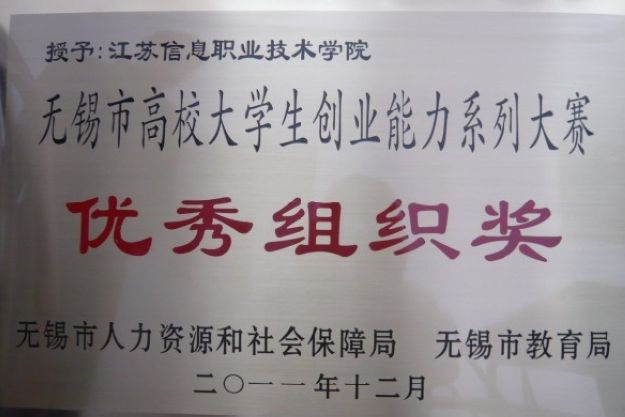 授予:江苏信息职业技术学院
无锡市高校大学生创业能力系列大赛
优秀组织奖
无锡市人力资源和社会保障局 无锡市教育局
二〇一一年十二月